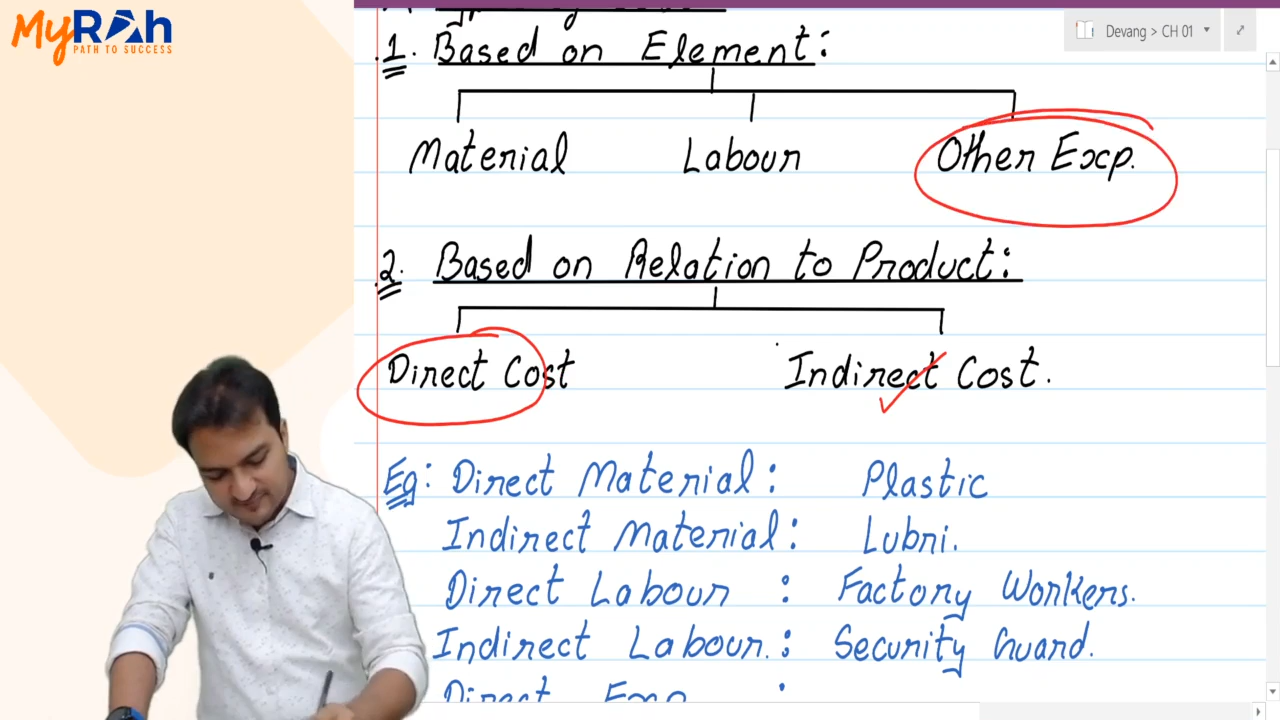 MyRAh
PATH TO SUCCESS
Devang > CH 01
1. Based on Element:
Material Labour Other Exp.
2. Based on Relation to Product:
Direct Cost Indirect Cost.
Eg: Direct Material: Plastic
Indirect Material: Lubri.
Direct Labour : Factory Workers.
Indirect Labour.: Security Guard.
Direct Exp :